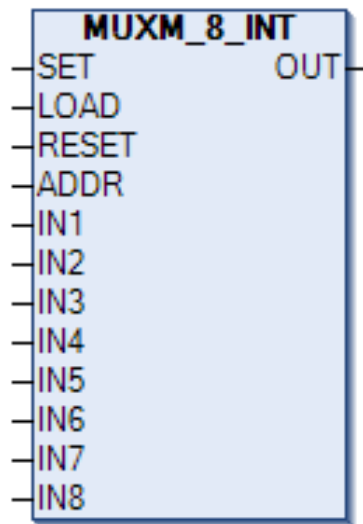 MUXM_8_INT
SET OUT
LOAD
RESET
ADDR
IN1
IN2
IN3
IN4
IN5
IN6
IN7
IN8